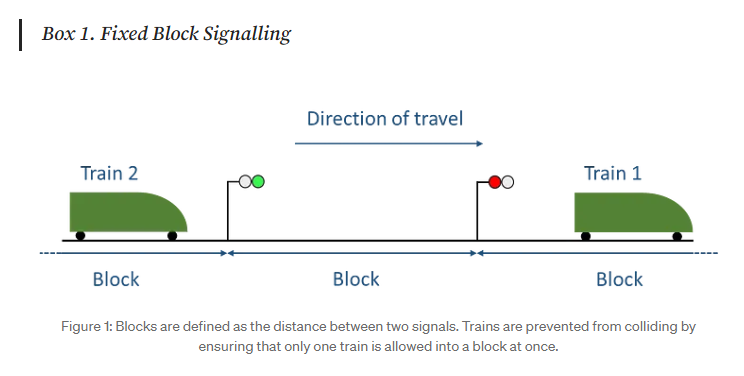 Box 1. Fixed Block Signalling
Direction of travel
Train 2
Train 1
Block
Block
Block
Figure 1: Blocks are defined as the distance between two signals. Trains are prevented from colliding by
ensuring that only one train is allowed into a block at once.